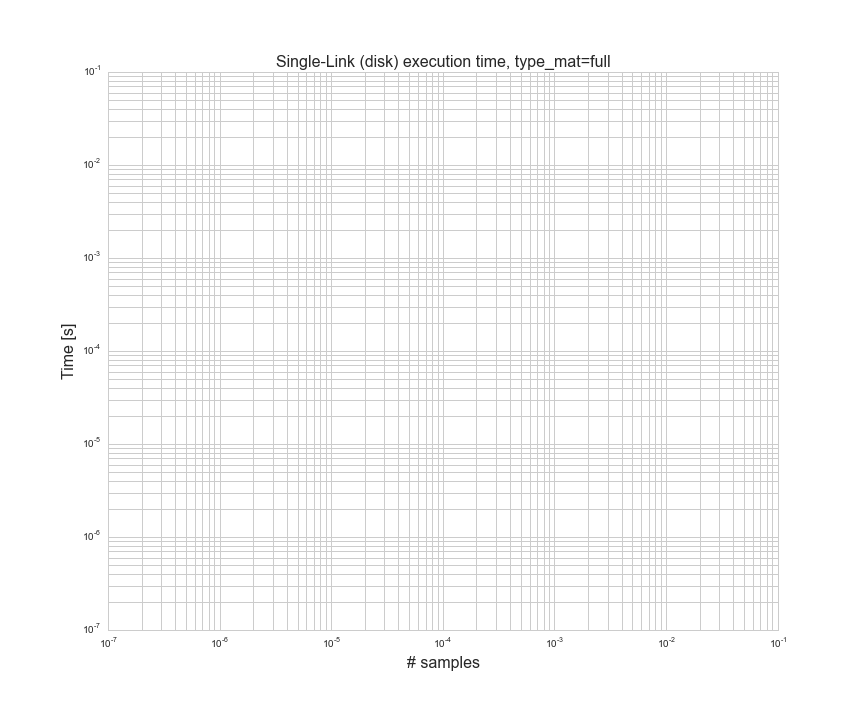 Single-Link (disk) execution time, type_mat=full
10^-1
10^-2
10^-3
10^-4
10^-5
10^-6
10^-7
Time [s]
10^-7 10^-6 10^-5 10^-4 10^-3 10^-2 10^-1
# samples